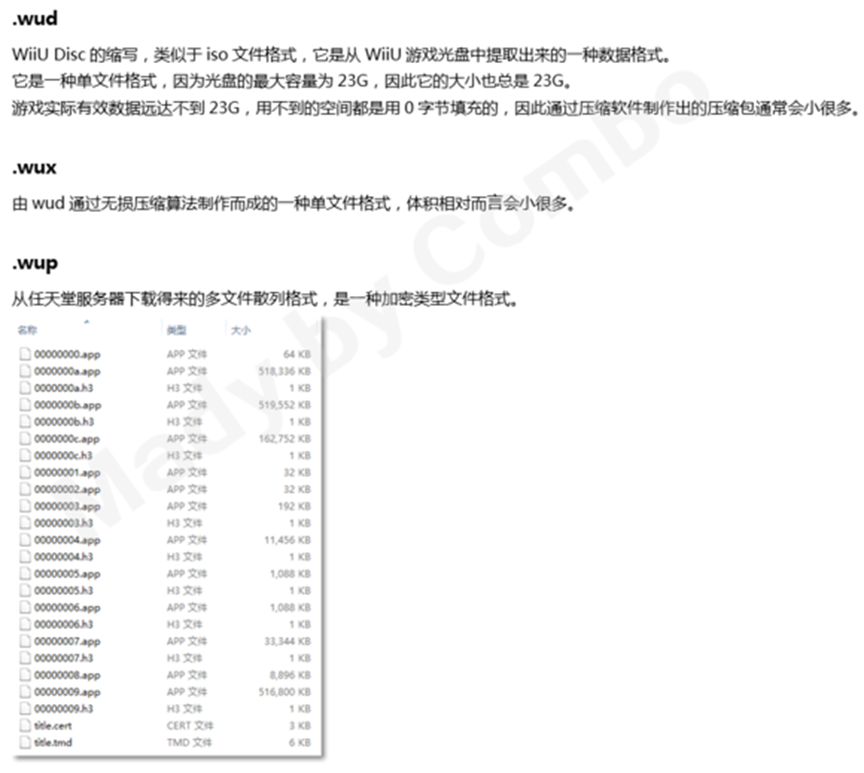 .wud
WiiU Disc 的缩写，类似于 iso 文件格式，它是从 WiiU 游戏光盘中提取出来的一种数据格式。
它是一种单文件格式，因为光盘的最大容量为 23G，因此它的大小也总是 23G。
游戏实际有效数据远达不到 23G，用不到的空间都是用 0 字节填充的，因此通过压缩软件制作出的压缩包通常会小很多。
.wux
由 wud 通过无损压缩算法制作而成的一种单文件格式，体积相对而言会小很多。
.wup
从任天堂服务器下载得来的多文件散列格式，是一种加密类型文件格式。
名称 类型 大小
00000000.app APP 文件 64 KB
0000000a.app APP 文件 518,336 KB
0000000a.h3 H3 文件 1 KB
0000000b.app APP 文件 519,552 KB
0000000b.h3 H3 文件 1 KB
0000000c.app APP 文件 162,752 KB
0000000c.h3 H3 文件 1 KB
00000001.app APP 文件 32 KB
00000002.app APP 文件 32 KB
00000003.app APP 文件 192 KB
00000003.h3 H3 文件 1 KB
00000004.app APP 文件 11,456 KB
00000004.h3 H3 文件 1 KB
00000005.app APP 文件 1,088 KB
00000005.h3 H3 文件 1 KB
00000006.app APP 文件 1,088 KB
00000006.h3 H3 文件 1 KB
00000007.app APP 文件 33,344 KB
00000007.h3 H3 文件 1 KB
00000008.app APP 文件 8,896 KB
00000009.app APP 文件 516,800 KB
00000009.h3 H3 文件 1 KB
title.cert CERT 文件 3 KB
title.tmd TMD 文件 6 KB
Mady by Combo